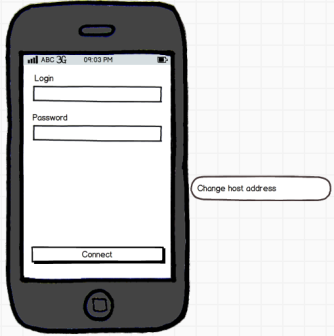 ABC 3G 09:03 PM
Login
Password
Change host address
Connect